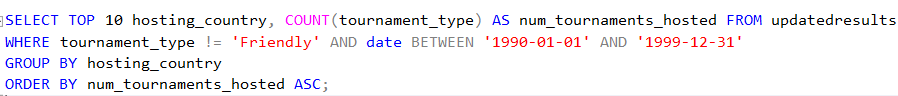 SELECT TOP 10 hosting_country, COUNT(tournament_type) AS num_tournaments_hosted FROM updatedresults
WHERE tournament_type != 'Friendly' AND date BETWEEN '1990-01-01' AND '1999-12-31'
GROUP BY hosting_country
ORDER BY num_tournaments_hosted ASC;